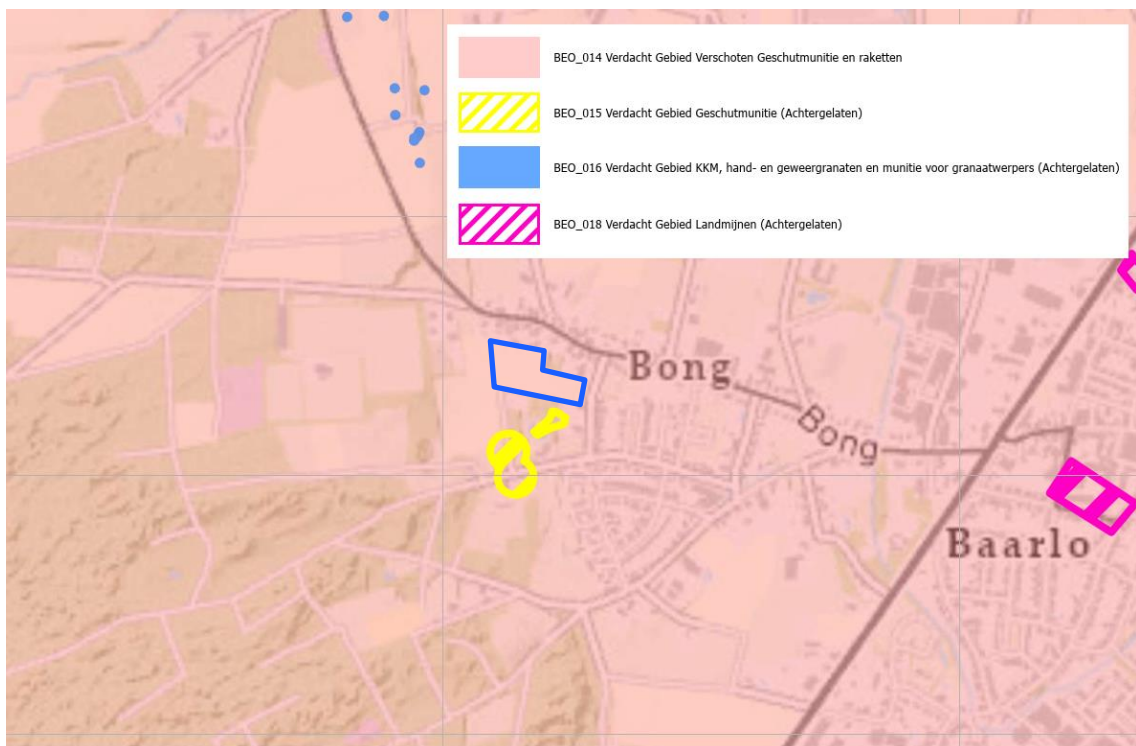 BEO_014 Verdacht Gebied Verschoten Geschutmunitie en raketten
BEO_015 Verdacht Gebied Geschutmunitie (Achtergelaten)
BEO_016 Verdacht Gebied KKM, hand- en geweergranaten en munitie voor granaatwerpers (Achtergelaten)
BEO_018 Verdacht Gebied Landmijnen (Achtergelaten)
Bong
Bong
Baarlo